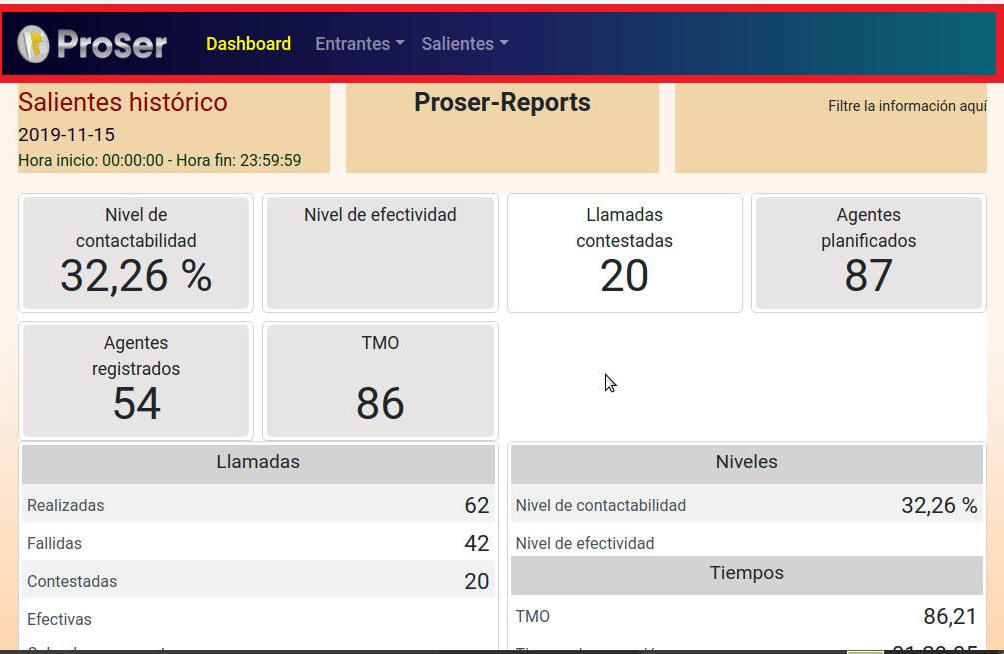 ProSer Dashboard Entrantes Salientes
Salientes histórico
2019-11-15
Hora inicio: 00:00:00 - Hora fin: 23:59:59
Proser-Reports
Filtre la información aquí
Nivel de
contactabilidad
32,26 %
Nivel de efectividad
Llamadas
contestadas
20
Agentes
planificados
87
Agentes
registrados
54
TMO
86
Llamadas
Realizadas 62
Fallidas 42
Contestadas 20
Efectivas
Niveles
Nivel de contactabilidad 32,26 %
Nivel de efectividad
Tiempos
TMO 86,21